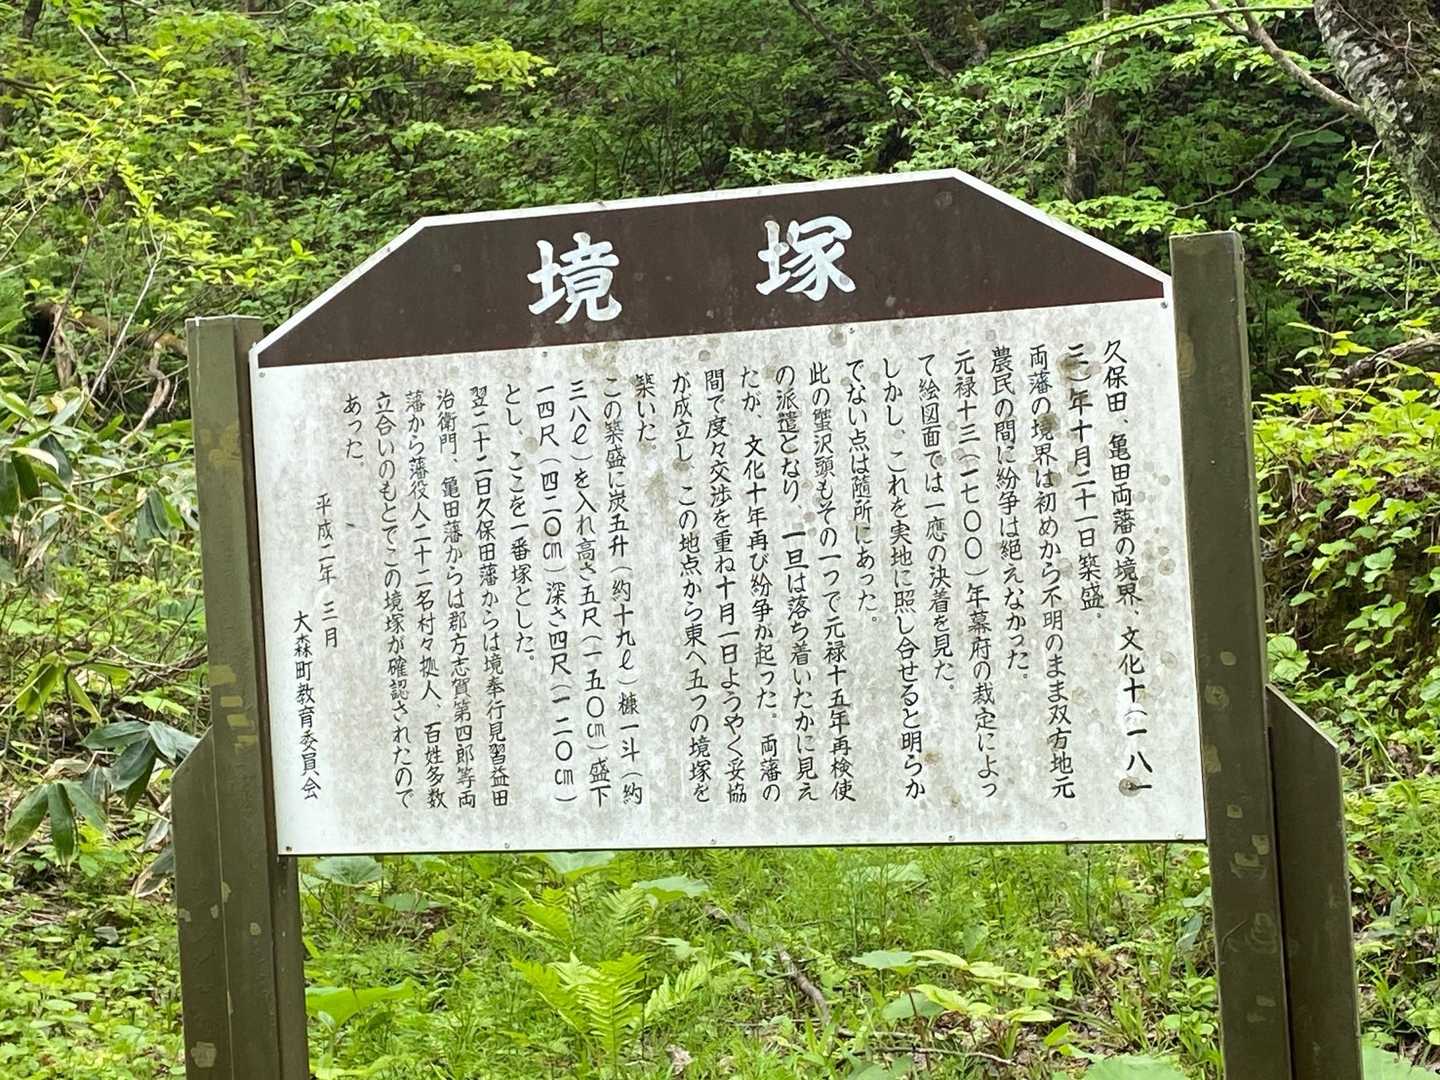 境塚
久保田、亀田両藩の境界、文化十(一八一
三)年十月二十一日築盛。
両藩の境界は初めから不明のまま双方地元
農民の間に紛争は絶えなかった。
元禄十三(一七〇〇)年幕府の裁定によっ
て絵図面では一應の決着を見た。
しかし、これを実地に照し合せると明らか
でない点は随所にあった。
此の蟹沢頭もその一つで元禄十五年再検使
の派遣となり、一旦は落ち着いたかに見え
たが、文化十年再び紛争が起った。両藩の
間で度々交渉を重ね十月一日ようやく妥協
が成立し、この地点から東へ五つの境塚を
築いた。
この築盛に炭五升(約十九ℓ)糠一斗(約
三八ℓ)を入れ高さ五尺(一五〇㎝)盛下
一四尺(四二〇㎝)深さ四尺(一二〇㎝)
とし、ここを一番塚とした。
翌二十二日久保田藩からは境奉行見習益田
治衛門、亀田藩からは郡方志賀第四郎等両
藩から藩役人二十二名村々拠人、百姓多数
立合いのもとでこの境塚が確認されたので
あった。
平成二年 三月
大森町教育委員会